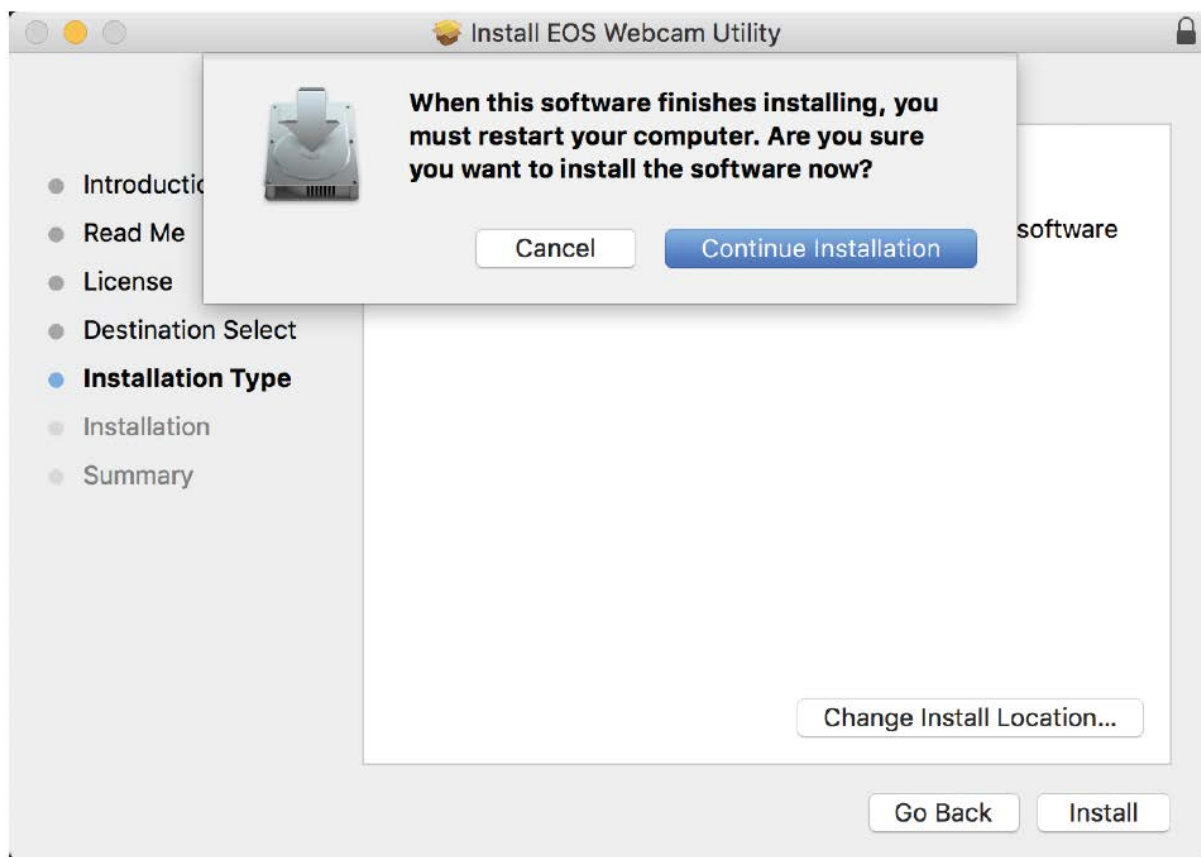 Install EOS Webcam Utility
When this software finishes installing, you
must restart your computer. Are you sure
you want to install the software now?
Cancel
Continue Installation
Introductic
Read Me
software
License
Destination Select
Installation Type
Installation
Summary
Change Install Location...
Go Back
Install